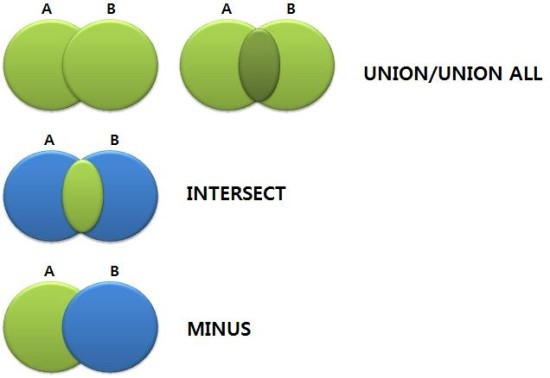 A B A B
UNION/UNION ALL
A B
INTERSECT
A B
MINUS